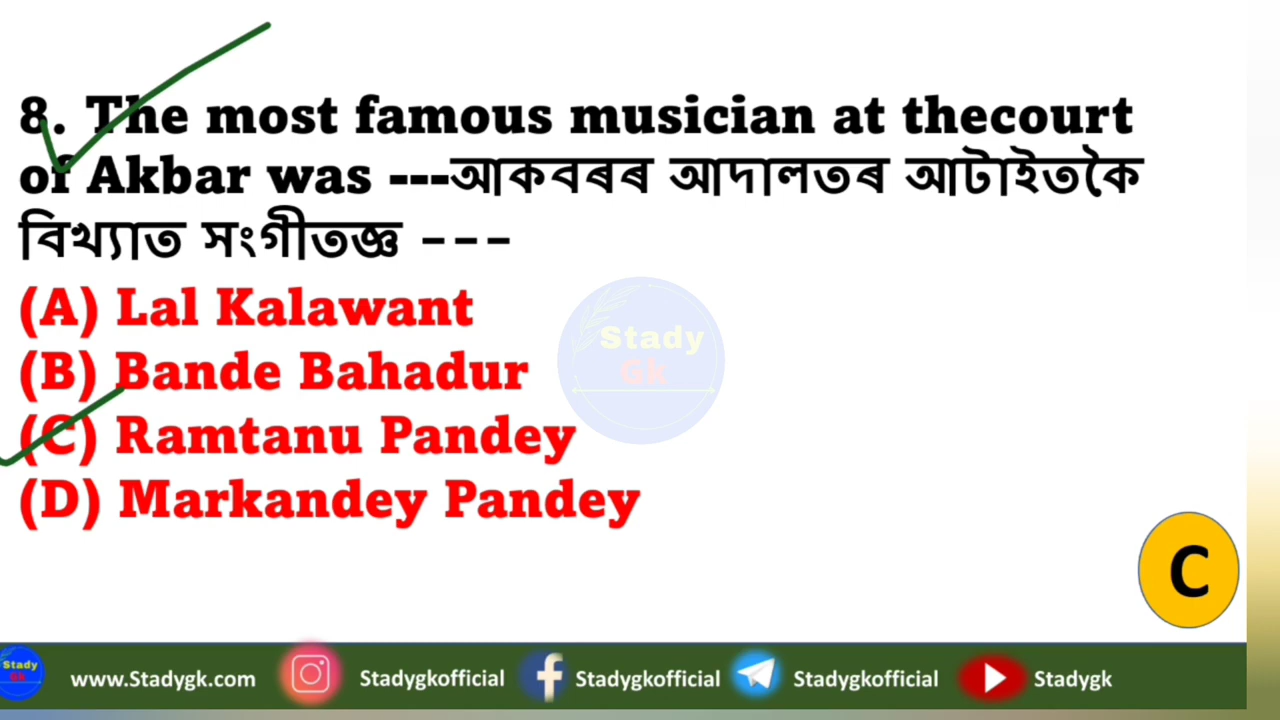 8. The most famous musician at thecourt
of Akbar was ---আকবৰৰ আদালতৰ আটাইতকৈ
বিখ্যাত সংগীতজ্ঞ ---
(A) Lal Kalawant
(B) Bande Bahadur
(C) Ramtanu Pandey
(D) Markandey Pandey
Stady
Gk
C
Stady
Gk
www.Stadygk.com Stadygkofficial Stadygkofficial Stadygkofficial Stadygk